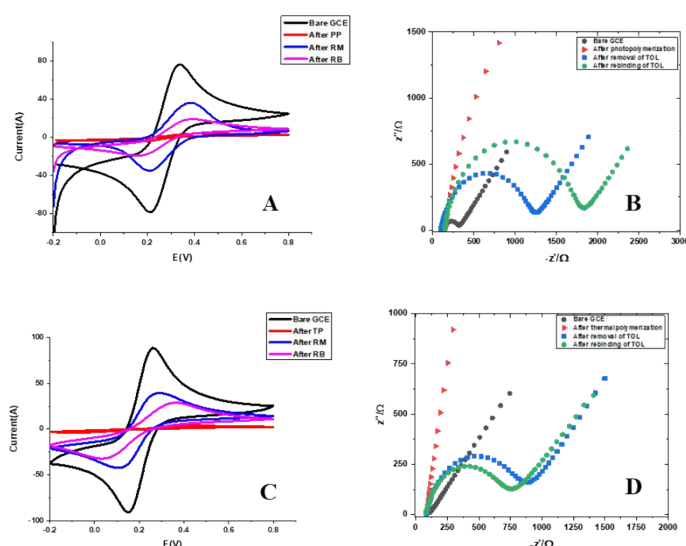 Bare GCE
After PP
After RM
After RB
80
40
0
-40
-80
Current(A)
-0.2 0.0 0.2 0.4 0.6 0.8
E(V)
A
Bare GCE
After photopolymerization
After removal of TOL
After rebinding of TOL
1500
1000
500
0
z''/Ω
0 500 1000 1500 2000 2500 3000
-z'/Ω
B
Bare GCE
After TP
After RM
After RB
100
50
0
-50
-100
Current(A)
-0.2 0.0 0.2 0.4 0.6 0.8
E(V)
C
Bare GCE
After thermal polymerization
After removal of TOL
After rebinding of TOL
1000
750
500
250
0
z''/Ω
0 250 500 750 1000 1250 1500 1750 2000
-z'/Ω
D